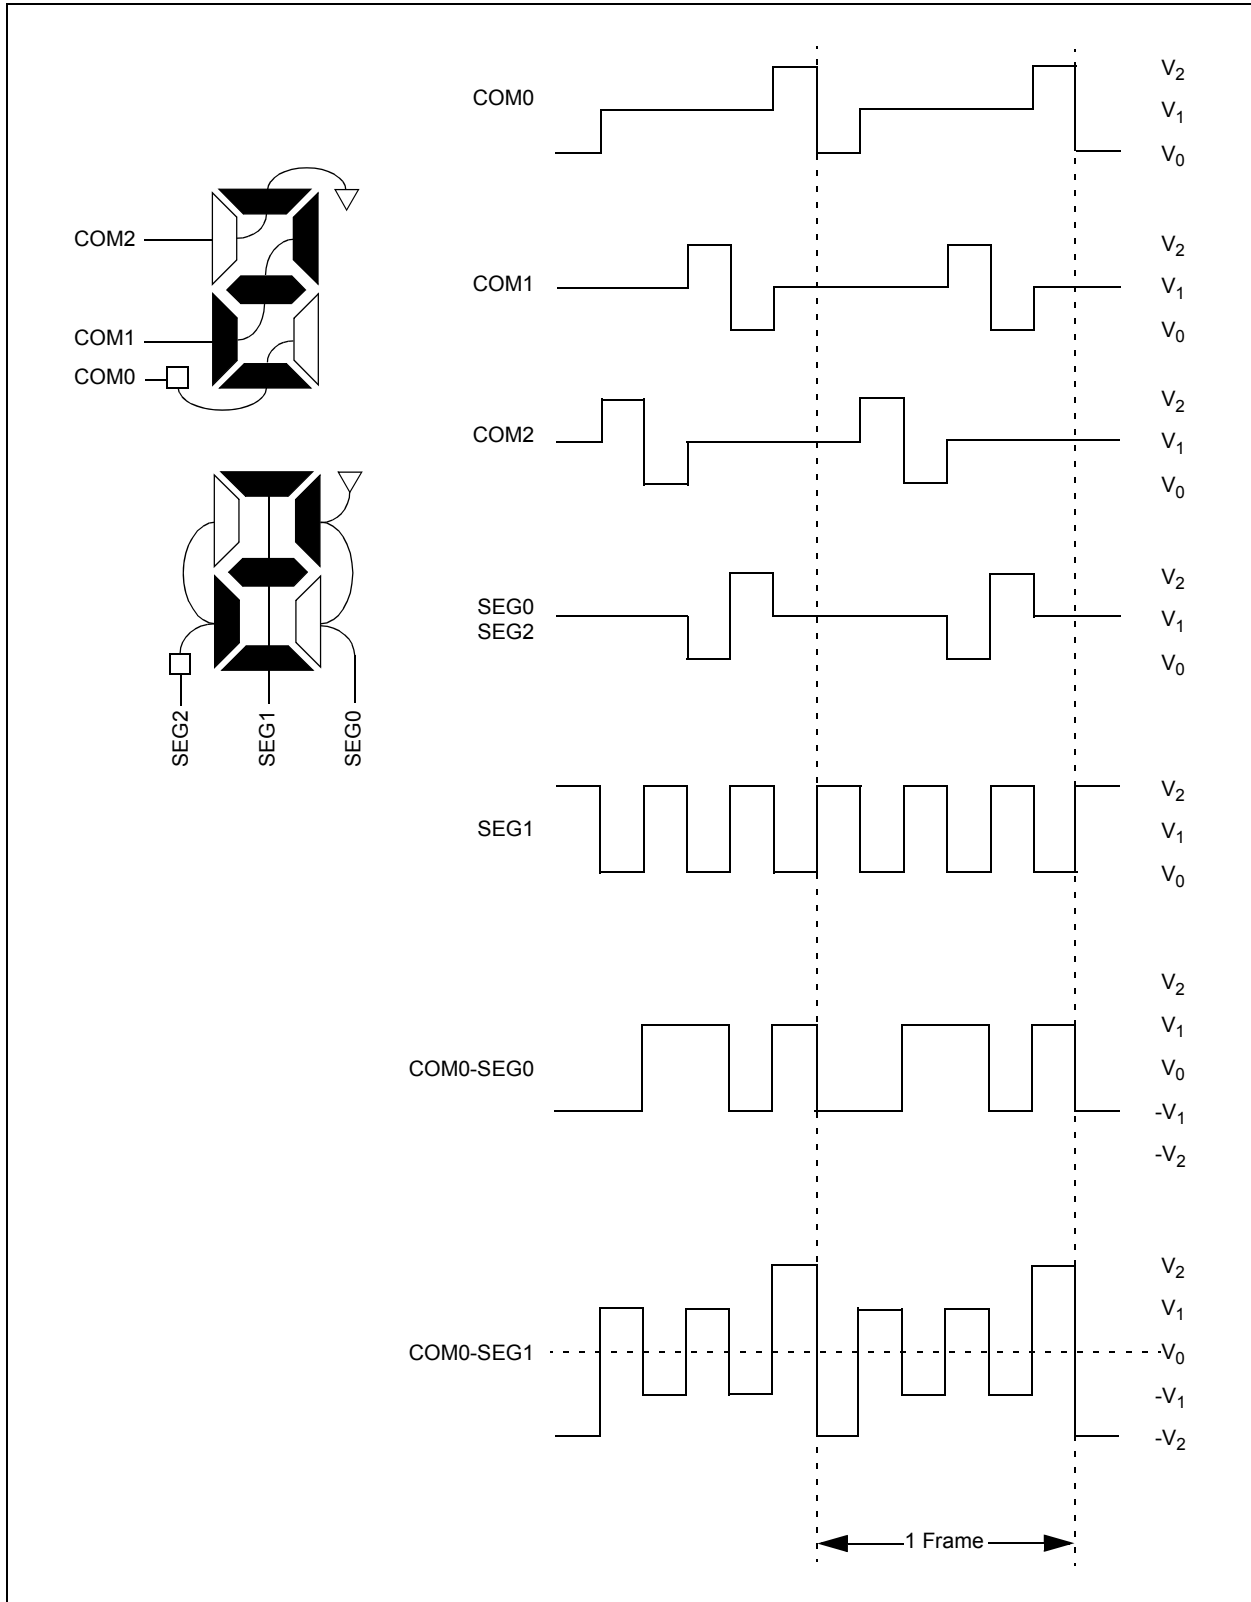 COM0
V2
V1
V0
COM2
COM1
COM0
COM1
V2
V1
V0
COM2
V2
V1
V0
SEG0
SEG2
V2
V1
V0
SEG2
SEG1
SEG0
SEG1
V2
V1
V0
COM0-SEG0
V2
V1
V0
-V1
-V2
COM0-SEG1
V2
V1
V0
-V1
-V2
1 Frame